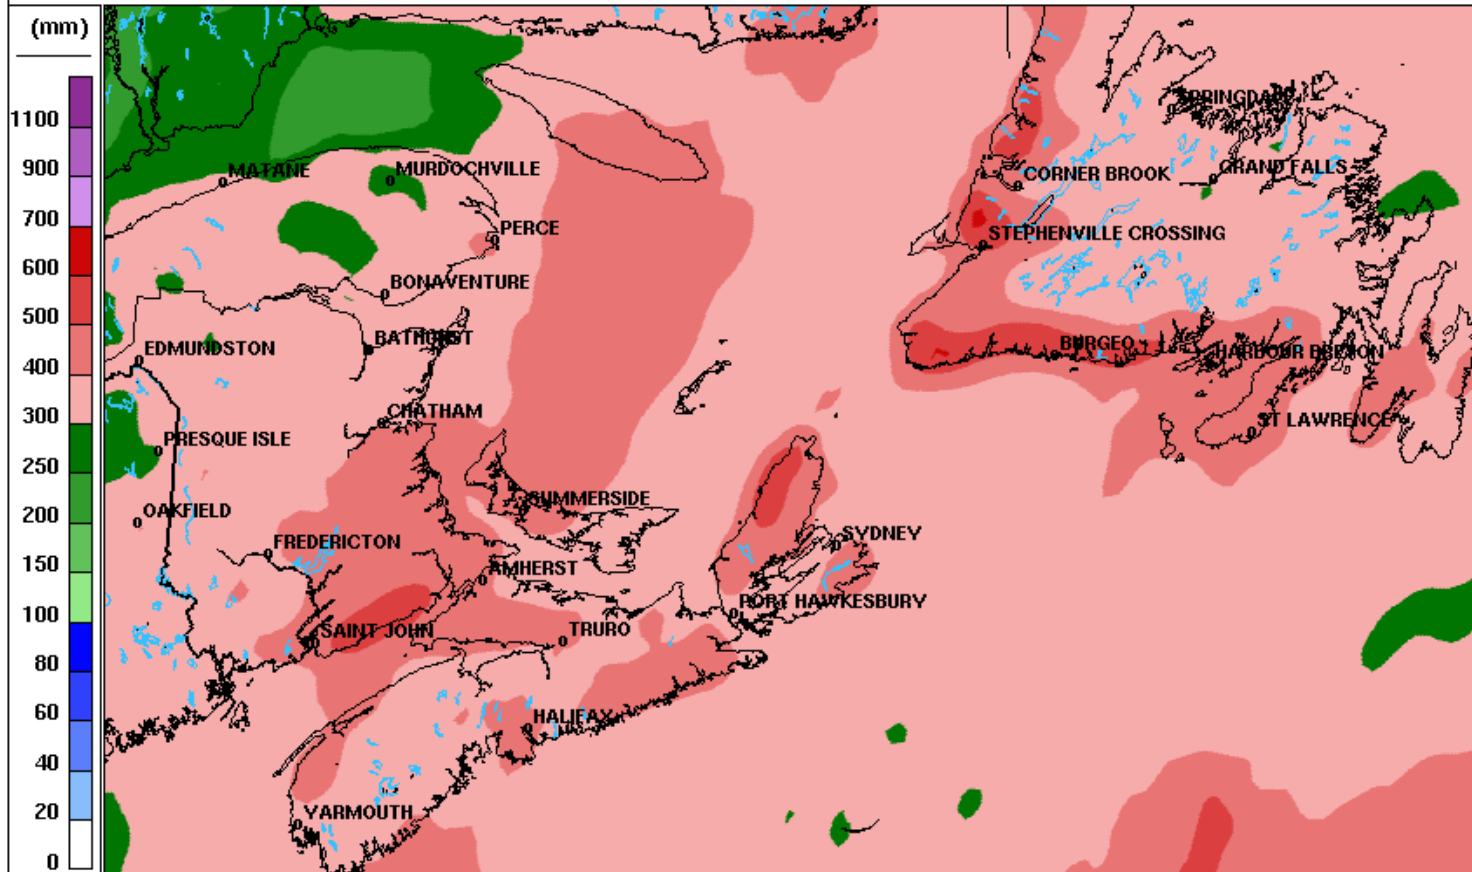 (mm)
1100
900
700
600
500
400
300
250
200
150
100
80
60
40
20
0
SPRINGDALE
MATANE
MURDOCHVILLE
CORNER BROOK
GRAND FALLS
PERCE
STEPHENVILLE CROSSING
BONAVENTURE
BATHURST
EDMUNDSTON
BURGEO
HARBOUR BRETON
CHATHAM
ST LAWRENCE
PRESQUE ISLE
SUMMERSIDE
OAKFIELD
SYDNEY
FREDERICTON
AMHERST
PORT HAWKESBURY
SAINT JOHN
TRURO
HALIFAX
YARMOUTH